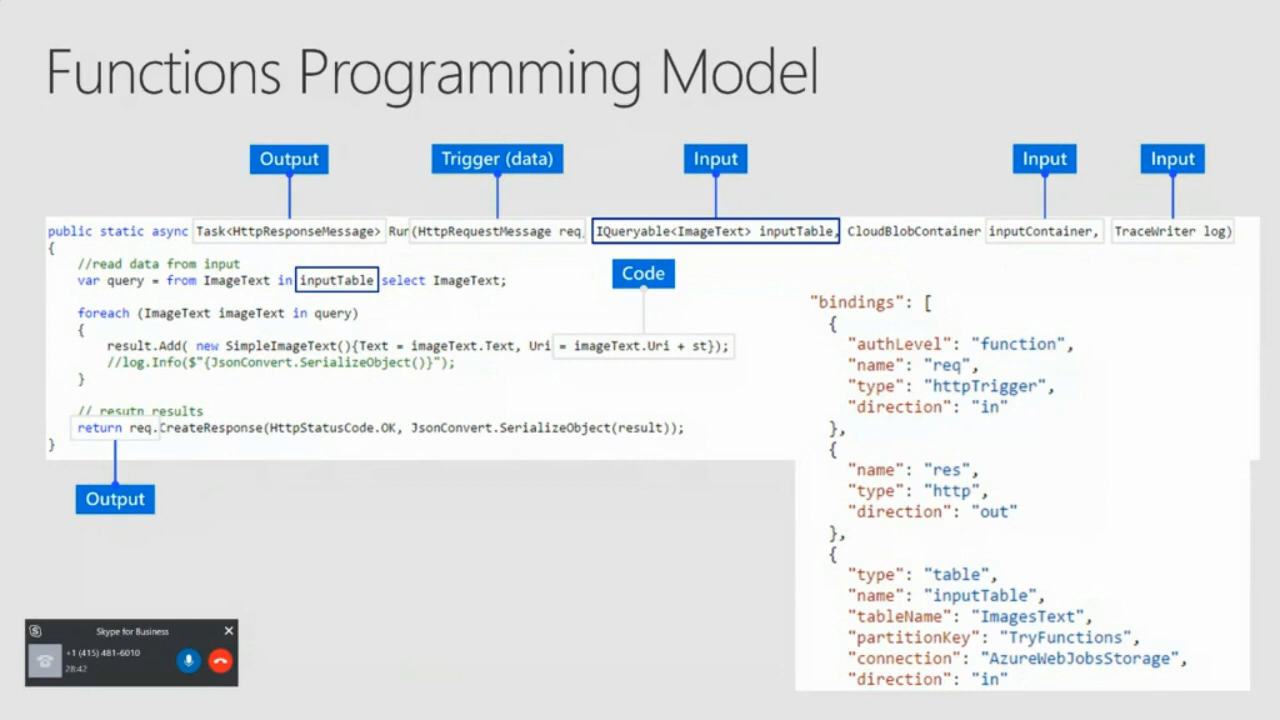 Functions Programming Model
Output
Trigger (data)
Input
Input
Input
public static async Task<HttpResponseMessage> Run(HttpRequestMessage req, IQueryable<ImageText> inputTable, CloudBlobContainer inputContainer, TraceWriter log)
{
//read data from input
var query = from ImageText in inputTable select ImageText;
Code
foreach (ImageText imageText in query)
{
result.Add( new SimpleImageText(){Text = imageText.Text, Uri = imageText.Uri + st});
//log.Info($"{JsonConvert.SerializeObject()}");
}
// resutn results
return req.CreateResponse(HttpStatusCode.OK, JsonConvert.SerializeObject(result));
}
Output
"bindings": [
{
"authLevel": "function",
"name": "req",
"type": "httpTrigger",
"direction": "in"
},
{
"name": "res",
"type": "http",
"direction": "out"
},
{
"type": "table",
"name": "inputTable",
"tableName": "ImagesText",
"partitionKey": "TryFunctions",
"connection": "AzureWebJobsStorage",
"direction": "in"
Skype for Business
+1 (415) 481-6010
28:42